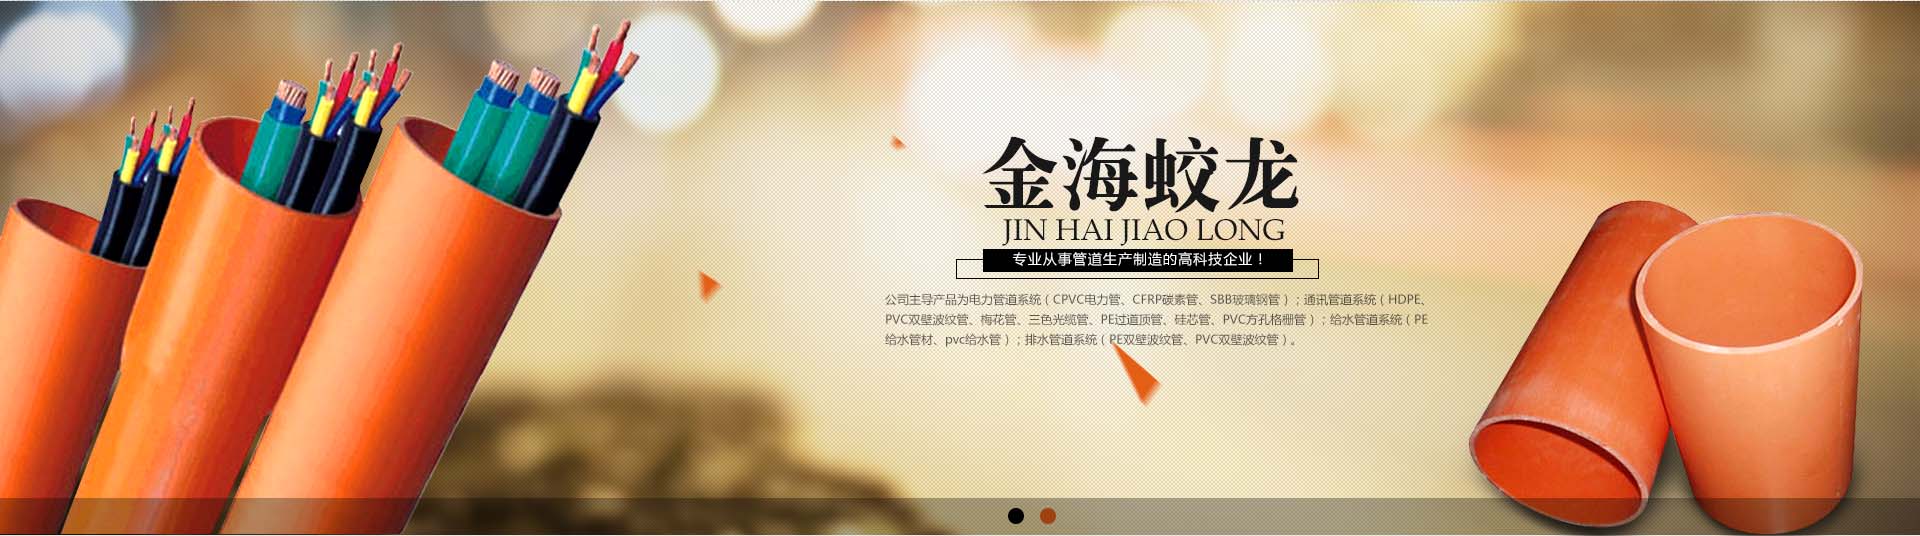 金海蛟龙
JIN HAI JIAO LONG
专业从事管道生产制造的高科技企业！
公司主导产品为电力管道系统（CPVC电力管、CFRP碳素管、SBB玻璃钢管）；通讯管道系统（HDPE、
PVC双壁波纹管、梅花管、三色光缆管、PE过道顶管、硅芯管、PVC方孔格栅管）；给水管道系统（PE
给水管材、pvc给水管）；排水管道系统（PE双壁波纹管、PVC双壁波纹管）。